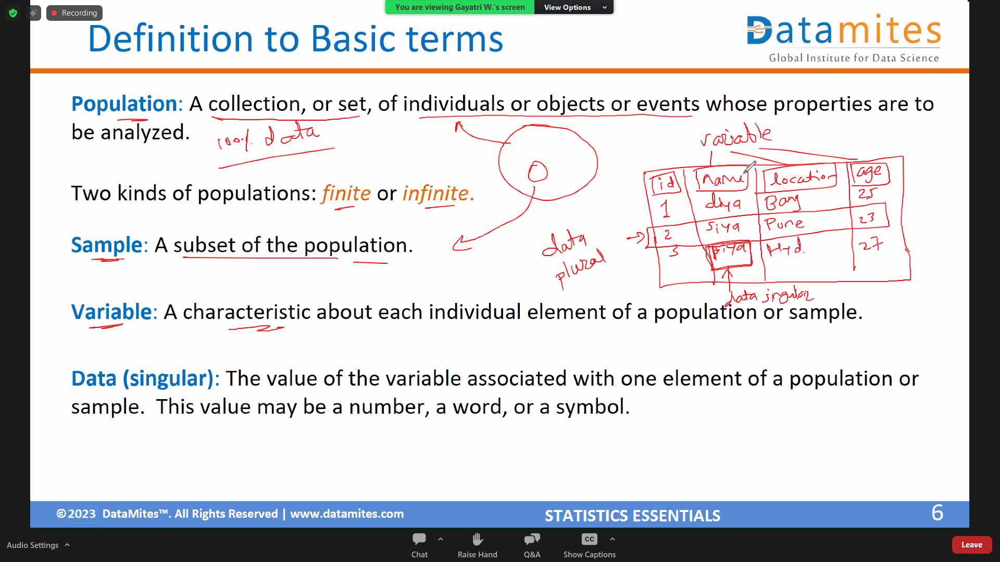 Recording
You are viewing Gayatri W.'s screen
View Options
Definition to Basic terms
Datamites
Global Institute for Data Science
Population: A collection, or set, of individuals or objects or events whose properties are to
be analyzed.
100% data
variable
Two kinds of populations: finite or infinite.
id name location age
1 diya Bang 25
2 siya Pune 23
3 piya Hyd. 27
Sample: A subset of the population.
data
plural
data singular
Variable: A characteristic about each individual element of a population or sample.
Data (singular): The value of the variable associated with one element of a population or
sample. This value may be a number, a word, or a symbol.
©2023 DataMites™. All Rights Reserved | www.datamites.com
STATISTICS ESSENTIALS
6
Audio Settings
Chat
Raise Hand
Q&A
CC
Show Captions
Leave